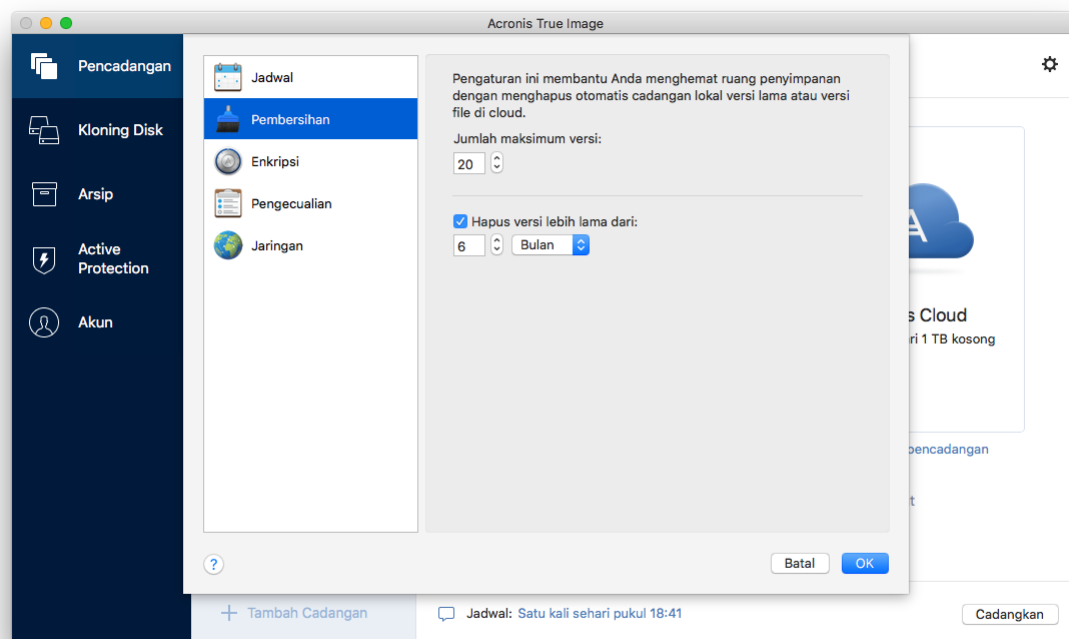 Acronis True Image
Pencadangan
Kloning Disk
Arsip
Active
Protection
Akun
Jadwal
Pembersihan
Enkripsi
Pengecualian
Jaringan
Pengaturan ini membantu Anda menghemat ruang penyimpanan
dengan menghapus otomatis cadangan lokal versi lama atau versi
file di cloud.
Jumlah maksimum versi:
20
Hapus versi lebih lama dari:
6 Bulan
?
Batal OK
A
s Cloud
ri 1 TB kosong
pencadangan
t
Tambah Cadangan
Jadwal: Satu kali sehari pukul 18:41
Cadangkan